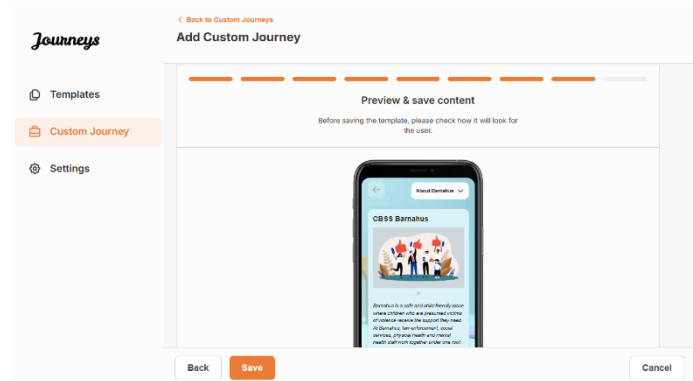 < Back to Custom Journeys
Journeys
Add Custom Journey
Templates
Custom Journey
Settings
Preview & save content
Before saving the template, please check how it will look for
the user.
About Barnahus
CBSS Barnahus
Barnahus is a safe and child friendly place
where children who are presumed victims
of violence receive the support they need.
At Barnahus, law enforcement, social
services, physical health and mental
health staff work together under one roof.
Back
Save
Cancel